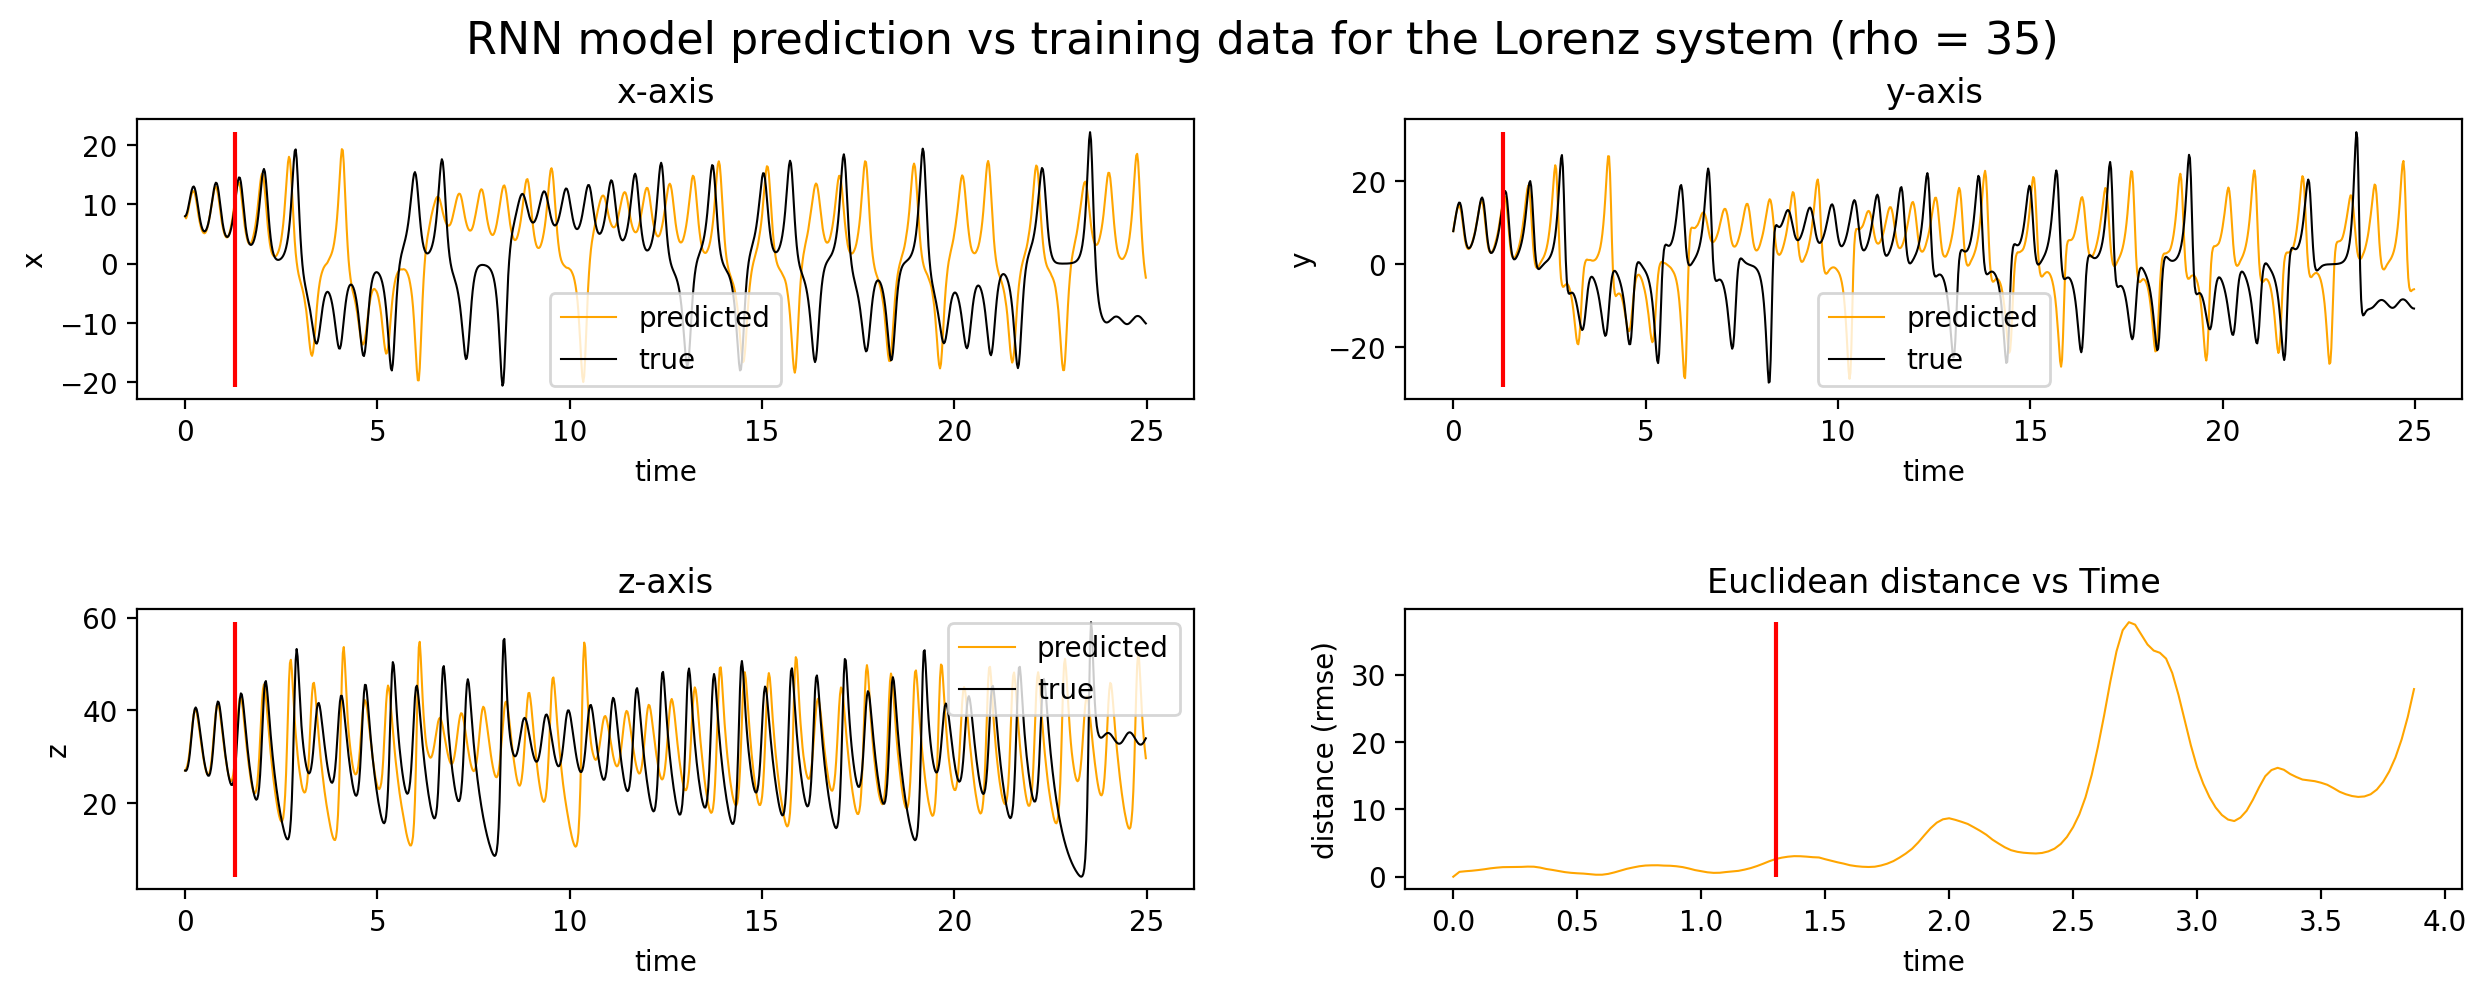 RNN model prediction vs training data for the Lorenz system (rho = 35)
x-axis
x
20
10
0
−10
−20
predicted
true
0 5 10 15 20 25
time
y-axis
y
20
0
−20
predicted
true
0 5 10 15 20 25
time
z-axis
z
60
40
20
predicted
true
0 5 10 15 20 25
time
Euclidean distance vs Time
distance (rmse)
30
20
10
0
0.0 0.5 1.0 1.5 2.0 2.5 3.0 3.5 4.0
time